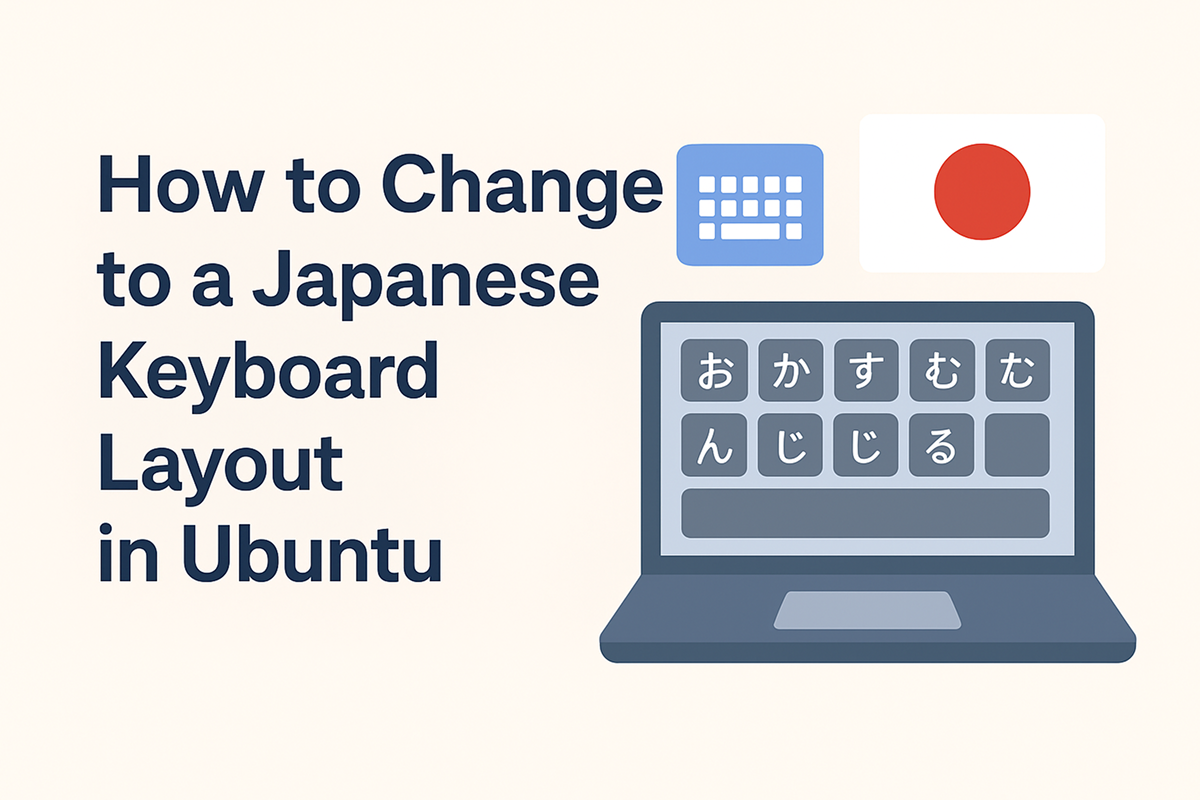 How to Change
to a Japanese
Keyboard
Layout
in Ubuntu
お か す む む
ん じ じ る